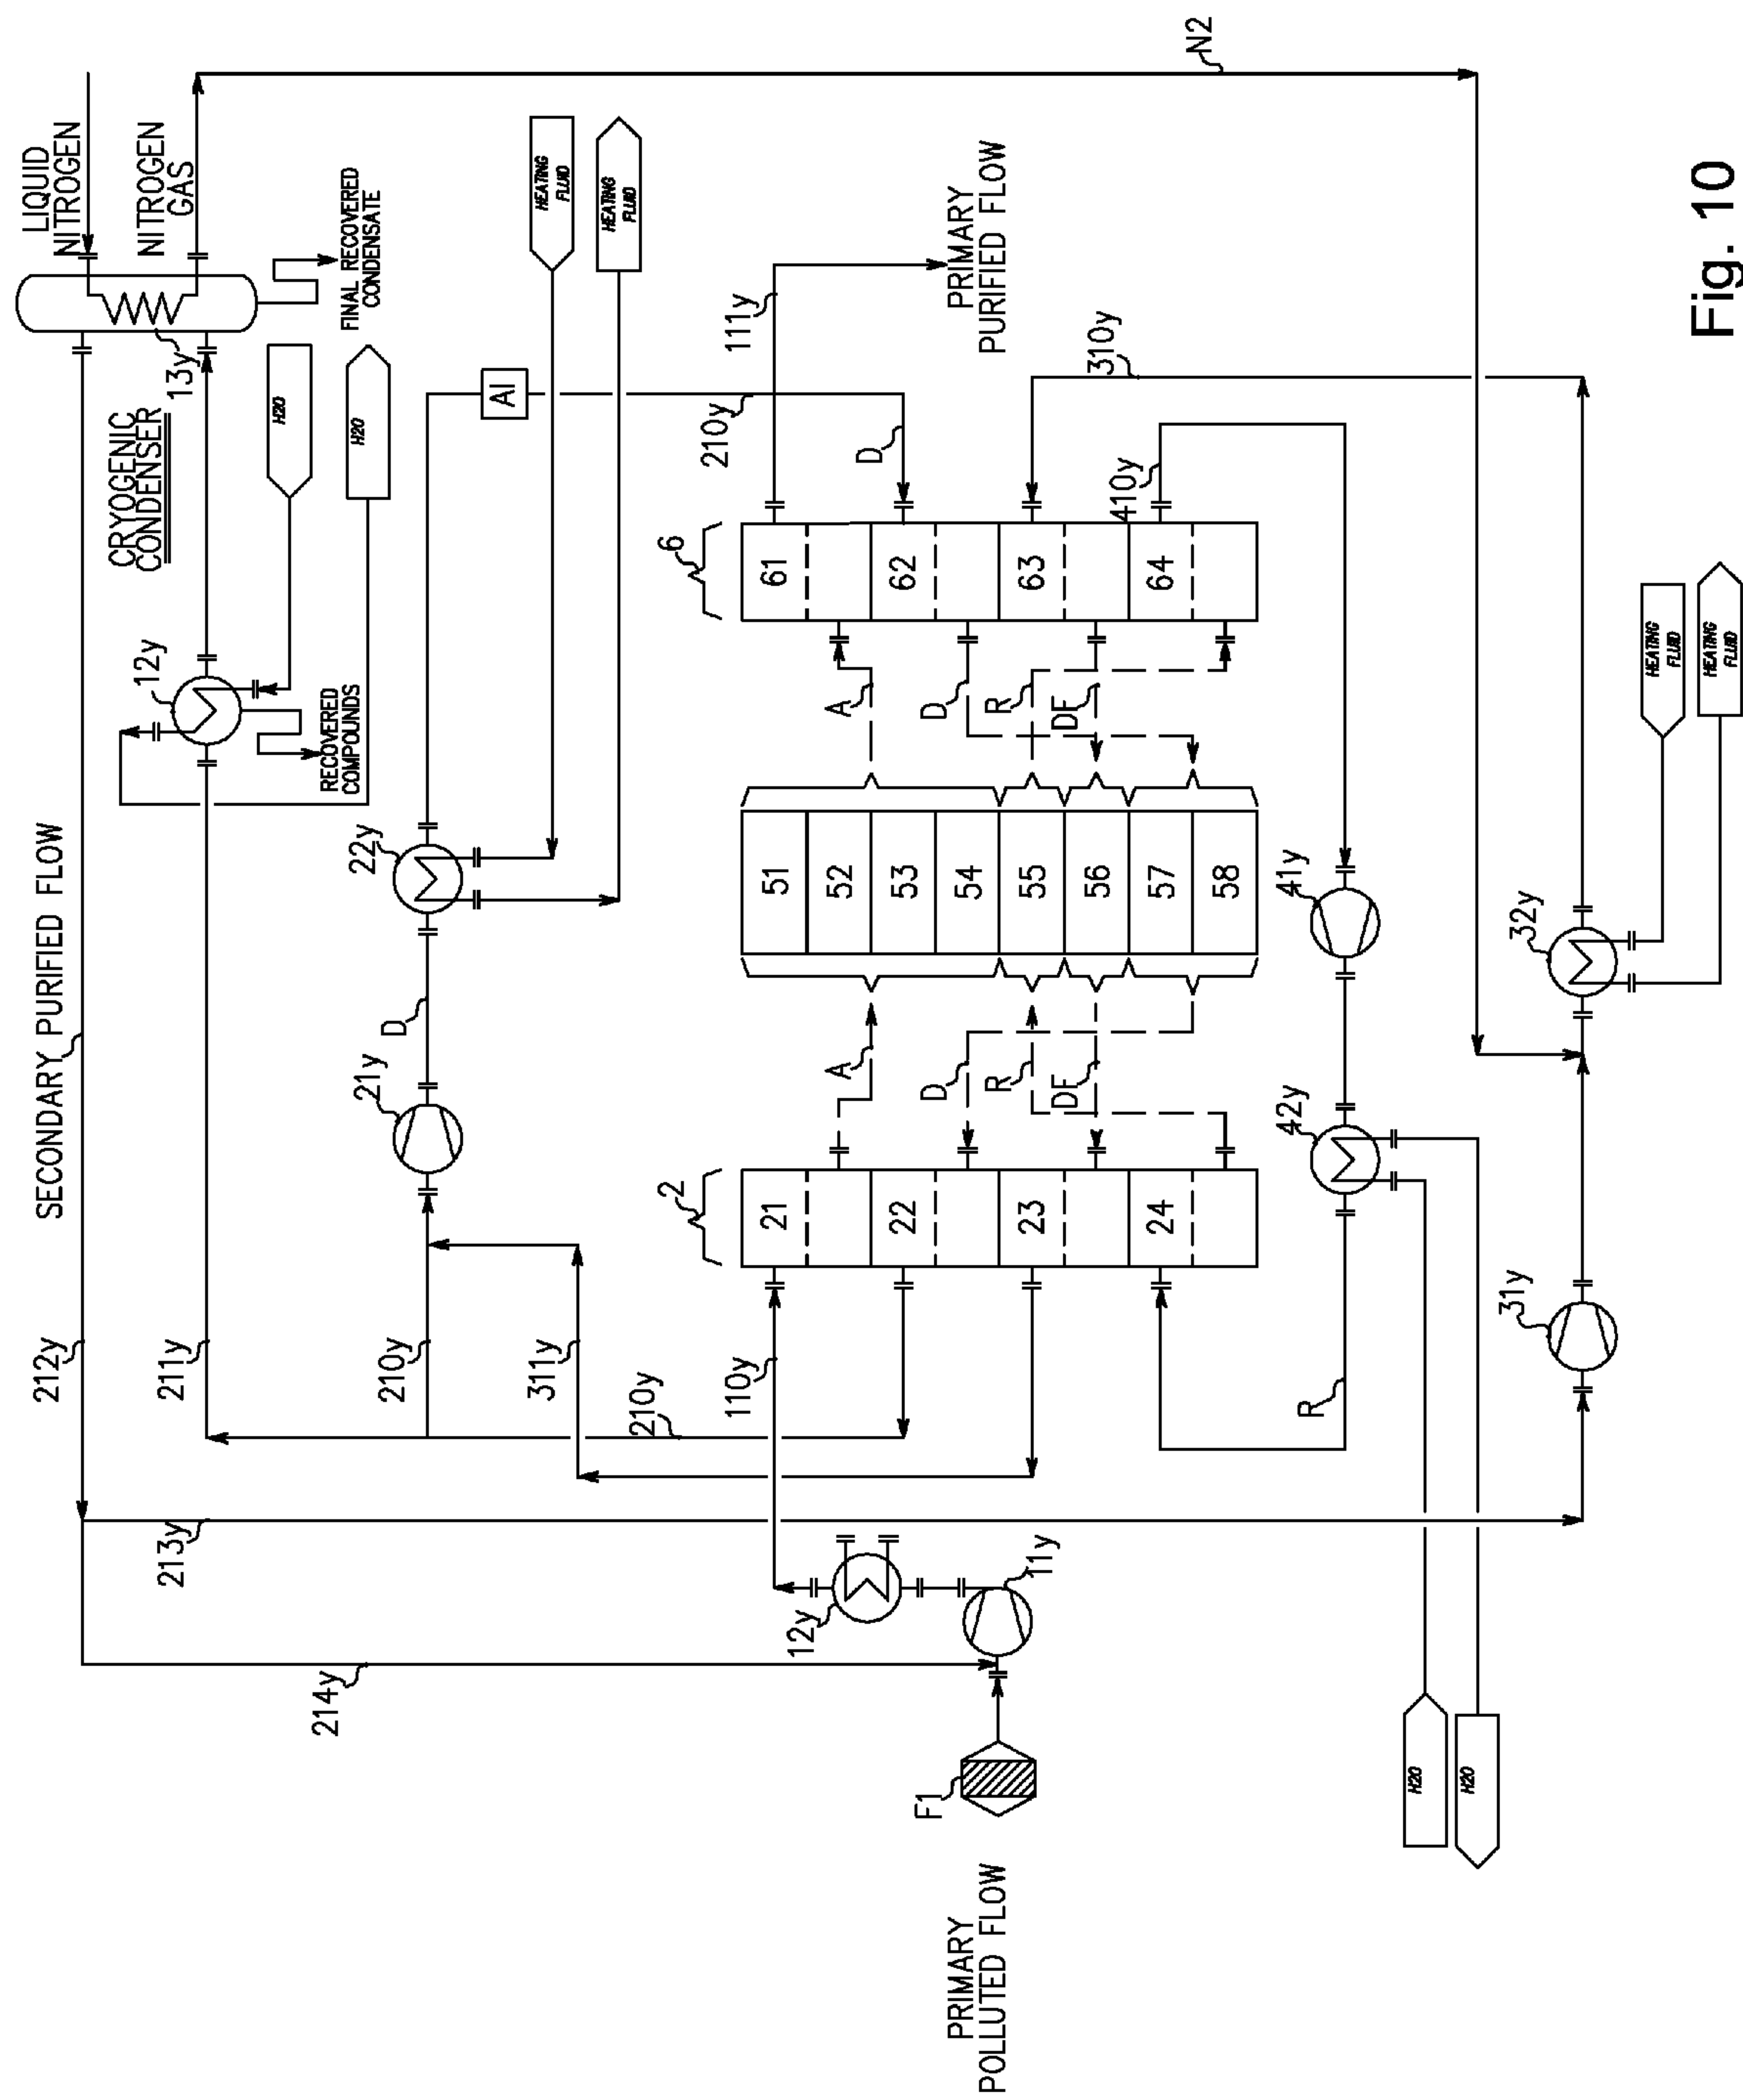 SECONDARY PURIFIED FLOW
LIQUID
NITROGEN
NITROGEN
GAS
212y
CRYOGENIC
CONDENSER
13y
12y
211y
FINAL RECOVERED
CONDENSATE
H2O
H2O
RECOVERED
COMPOUNDS
213y
214y
210y
21y
D
22y
AI
HEATING
FLUID
HEATING
FLUID
311y
210y
110y
210y
D
111y
PRIMARY
PURIFIED FLOW
N2
12y
11y
F1
PRIMARY
POLLUTED FLOW
2
21
22
23
24
A
D
R
DF
51
52
53
54
55
56
57
58
A
D
R
DF
6
61
62
63
64
310y
410y
R
42y
41y
H2O
H2O
31y
32y
HEATING
FLUID
HEATING
FLUID
Fig. 10